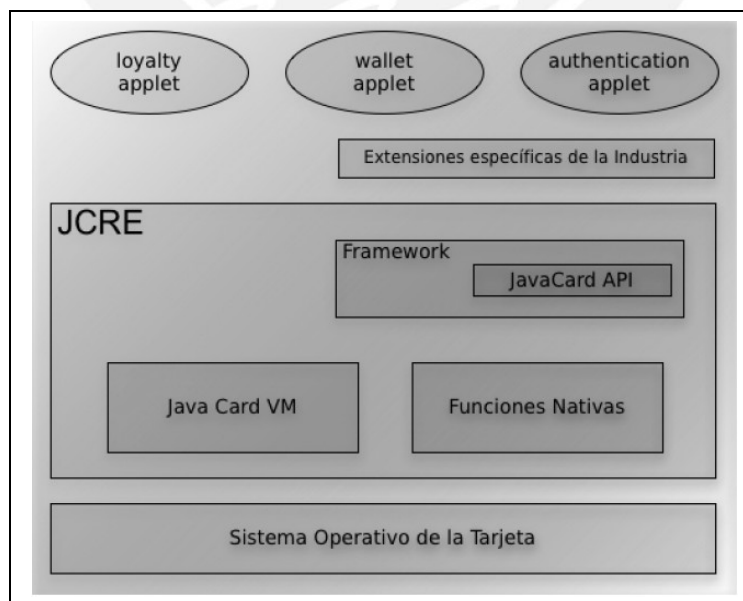 loyalty
applet
wallet
applet
authentication
applet
Extensiones específicas de la Industria
JCRE
Framework
JavaCard API
Java Card VM
Funciones Nativas
Sistema Operativo de la Tarjeta